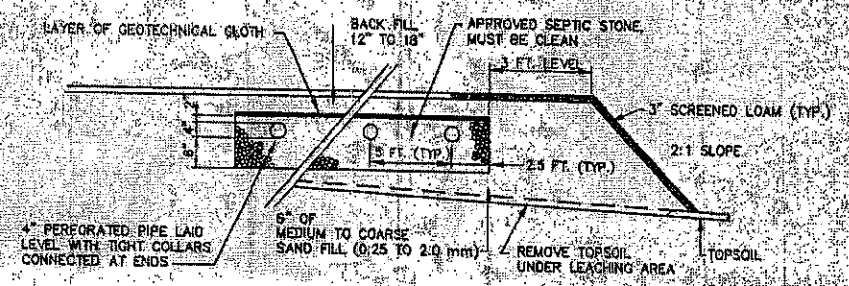 LAYER OF GEOTECHNICAL CLOTH
BACK FILL
12" TO 18"
APPROVED SEPTIC STONE,
MUST BE CLEAN
3 FT. LEVEL
3" SCREENED LOAM (TYP.)
2:1 SLOPE
2"
4"
6"
5 FT. (TYP.)
2.5 FT. (TYP.)
4" PERFORATED PIPE LAID
LEVEL WITH TIGHT COLLARS
CONNECTED AT ENDS
6" OF
MEDIUM TO COARSE
SAND FILL (0.25 TO 2.0 mm)
REMOVE TOPSOIL
UNDER LEACHING AREA
TOPSOIL